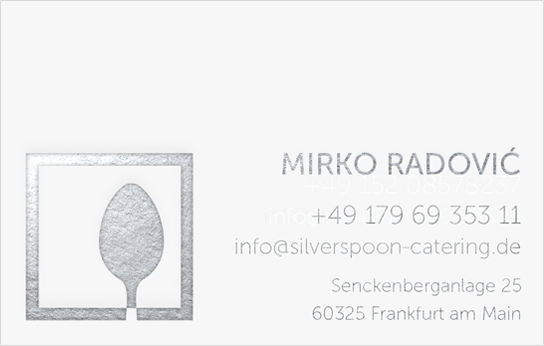 MIRKO RADOVIĆ
+49 179 69 353 11
info@silverspoon-catering.de
Senckenberganlage 25
60325 Frankfurt am Main